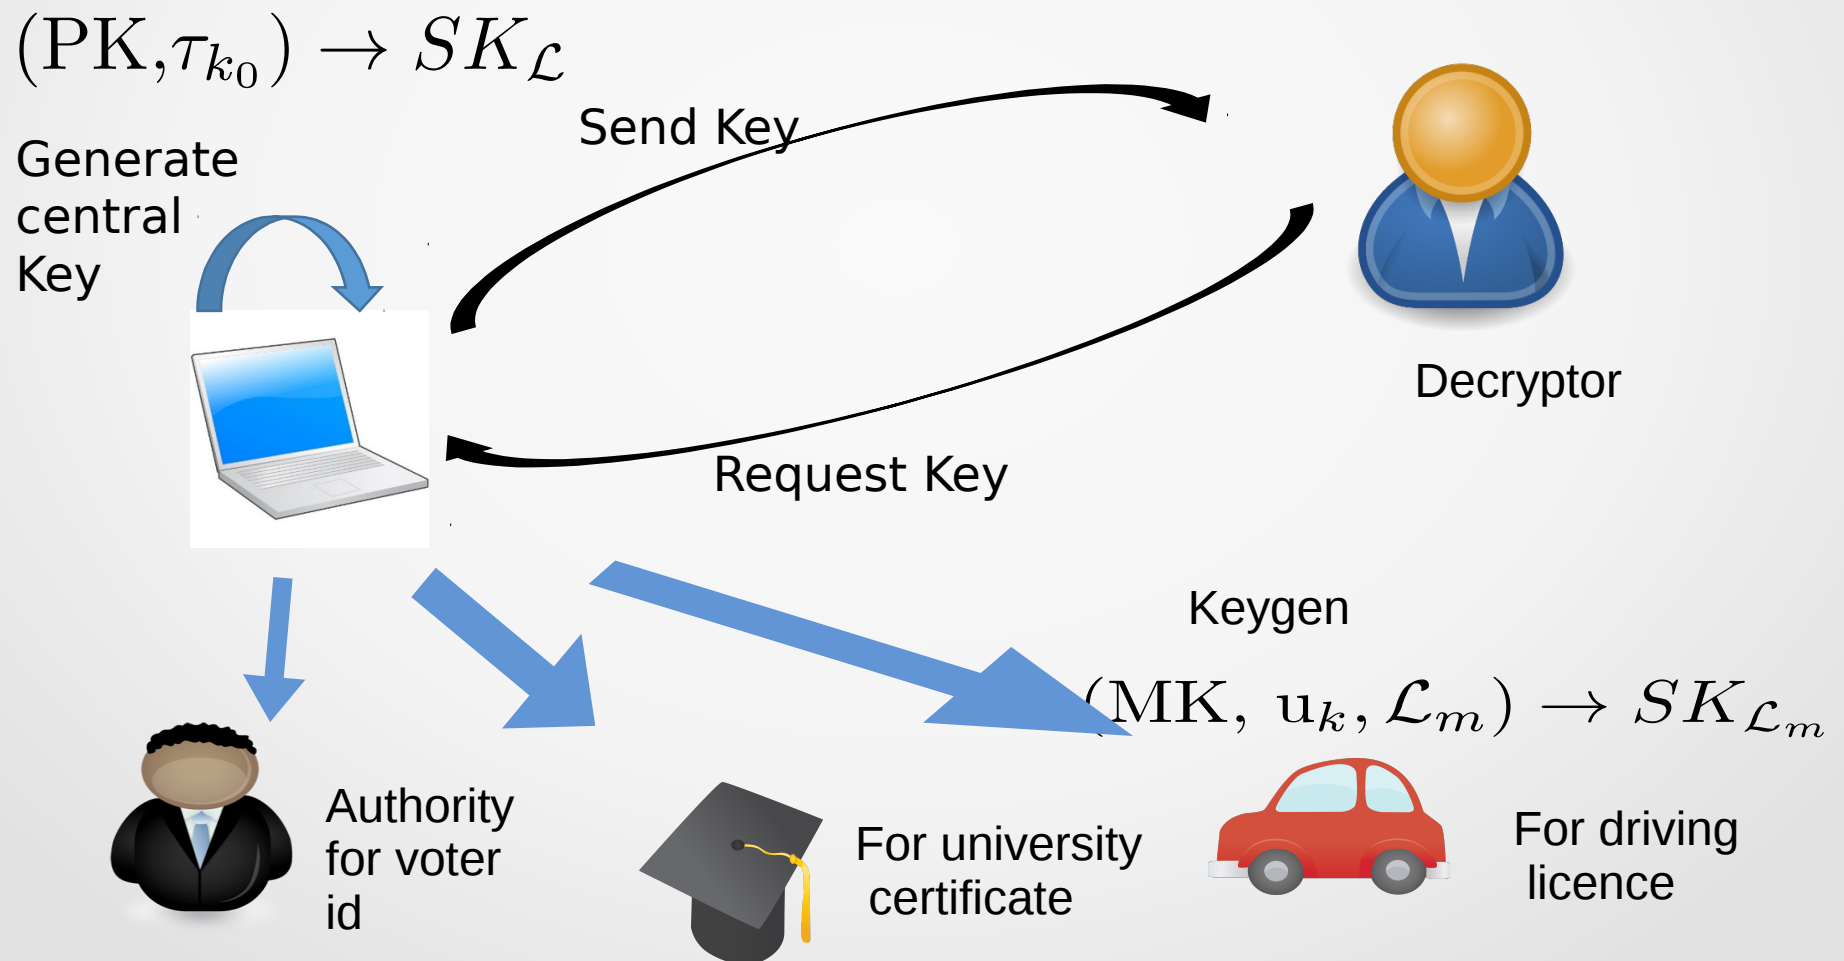 (PK,τ_{k_0}) → SK_ℒ
Send Key
Generate
central
Key
Decryptor
Request Key
Keygen
(MK, u_k, ℒ_m) → SK_{ℒ_m}
Authority
for voter
id
For university
certificate
For driving
licence